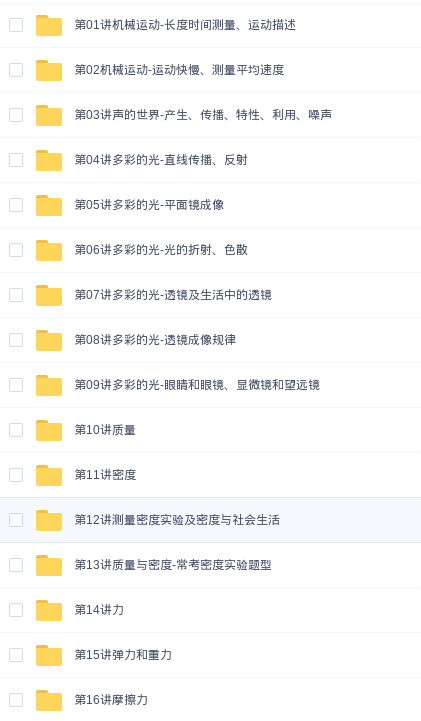 第01讲机械运动-长度时间测量、运动描述
第02机械运动-运动快慢、测量平均速度
第03讲声的世界-产生、传播、特性、利用、噪声
第04讲多彩的光-直线传播、反射
第05讲多彩的光-平面镜成像
第06讲多彩的光-光的折射、色散
第07讲多彩的光-透镜及生活中的透镜
第08讲多彩的光-透镜成像规律
第09讲多彩的光-眼睛和眼镜、显微镜和望远镜
第10讲质量
第11讲密度
第12讲测量密度实验及密度与社会生活
第13讲质量与密度-常考密度实验题型
第14讲力
第15讲弹力和重力
第16讲摩擦力